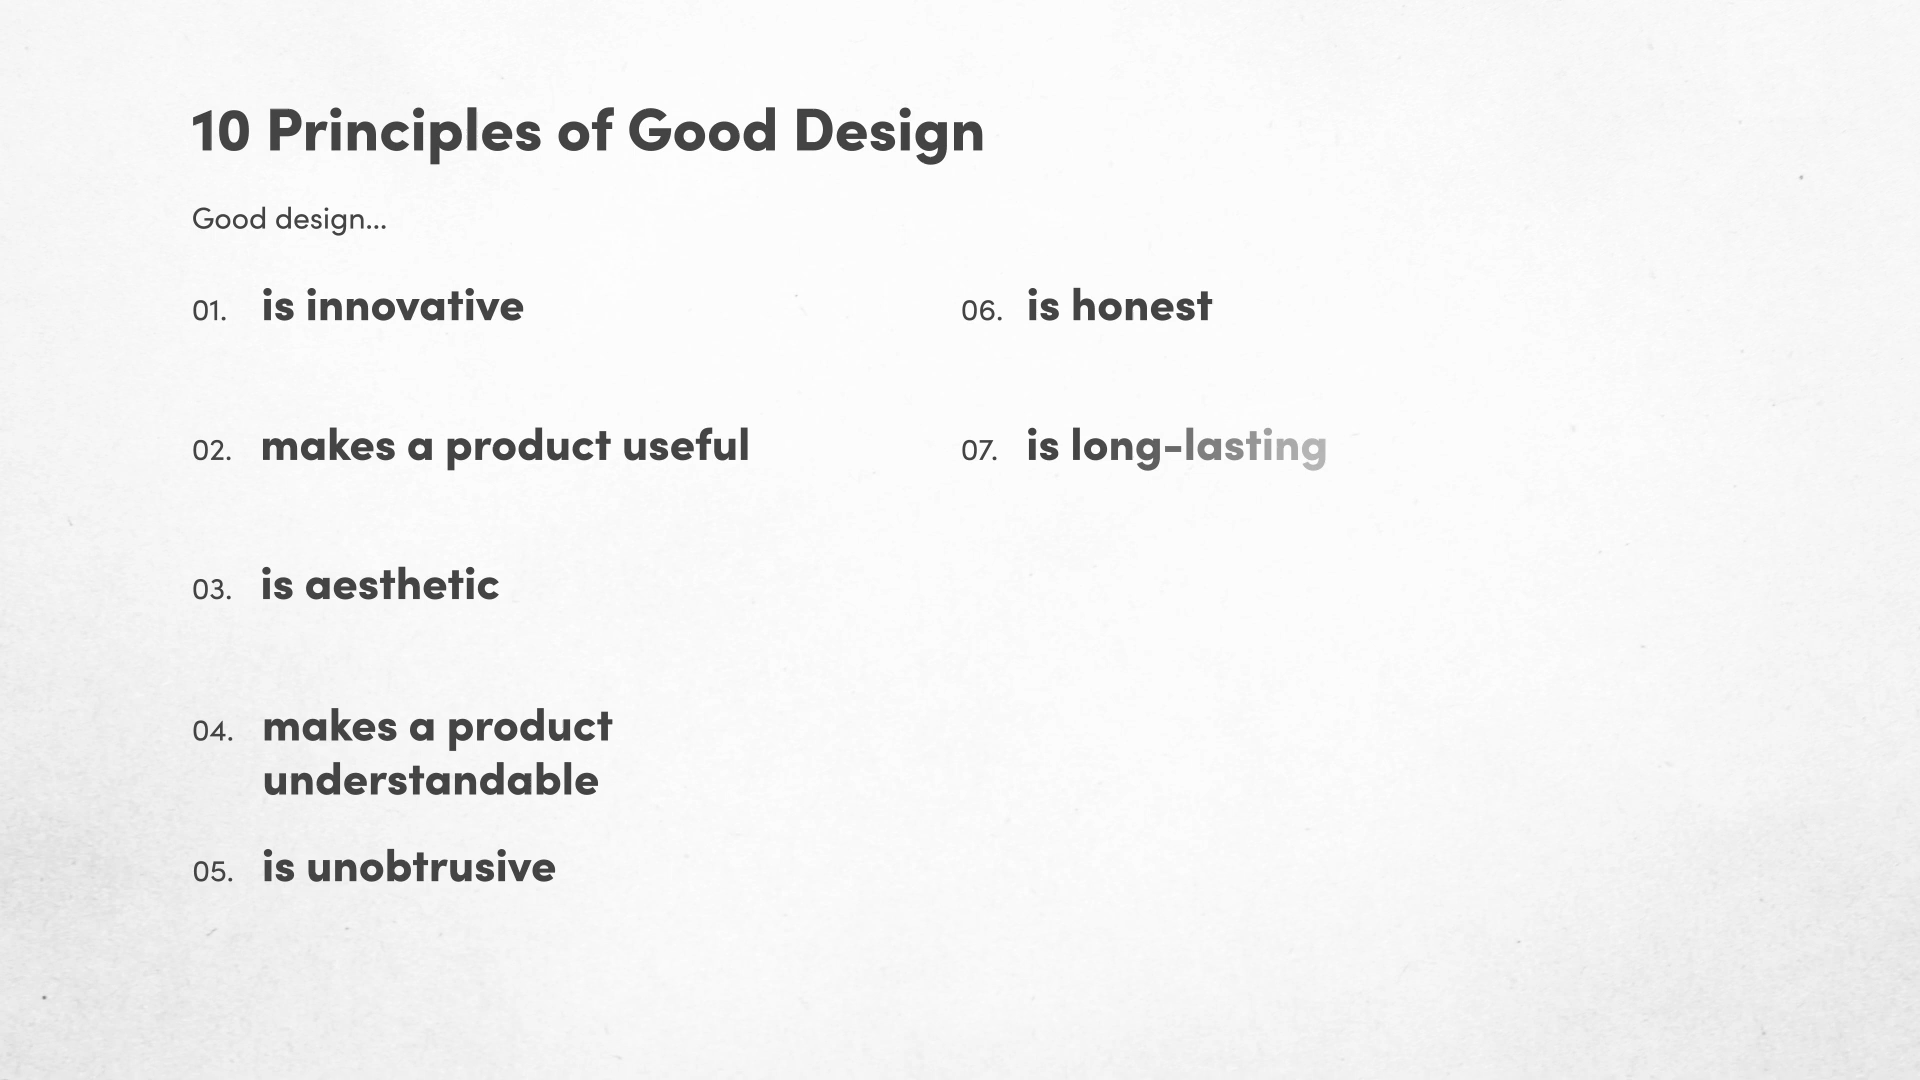 10 Principles of Good Design
Good design...
01. is innovative
02. makes a product useful
03. is aesthetic
04. makes a product
understandable
05. is unobtrusive
06. is honest
07. is long-lasting